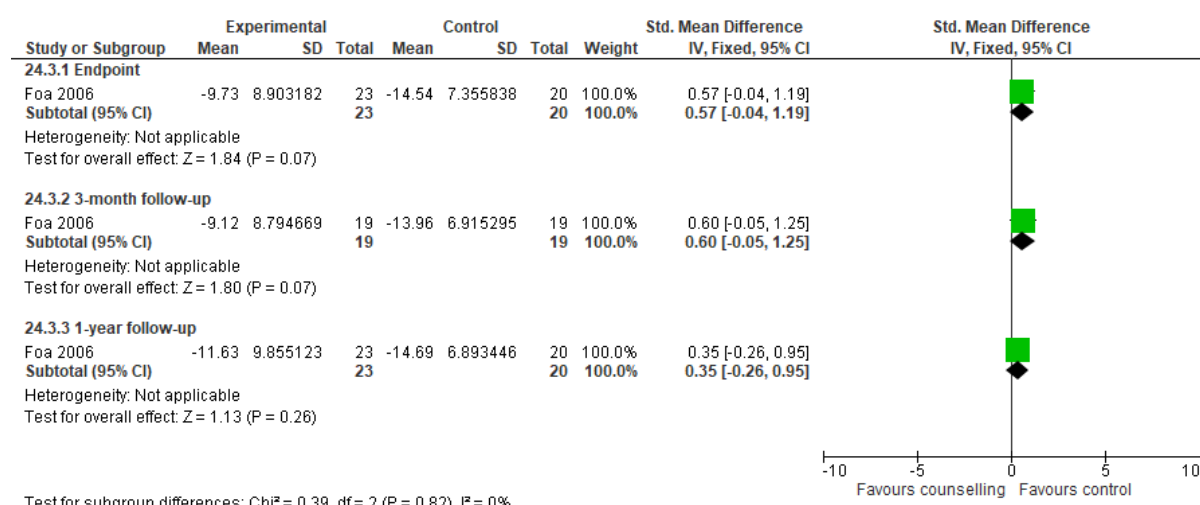 Experimental Control Std. Mean Difference Std. Mean Difference
Study or Subgroup Mean SD Total Mean SD Total Weight IV, Fixed, 95% CI IV, Fixed, 95% CI
24.3.1 Endpoint
Foa 2006 -9.73 8.903182 23 -14.54 7.355838 20 100.0% 0.57 [-0.04, 1.19]
Subtotal (95% CI) 23 20 100.0% 0.57 [-0.04, 1.19]
Heterogeneity: Not applicable
Test for overall effect: Z = 1.84 (P = 0.07)
24.3.2 3-month follow-up
Foa 2006 -9.12 8.794669 19 -13.96 6.915295 19 100.0% 0.60 [-0.05, 1.25]
Subtotal (95% CI) 19 19 100.0% 0.60 [-0.05, 1.25]
Heterogeneity: Not applicable
Test for overall effect: Z = 1.80 (P = 0.07)
24.3.3 1-year follow-up
Foa 2006 -11.63 9.855123 23 -14.69 6.893446 20 100.0% 0.35 [-0.26, 0.95]
Subtotal (95% CI) 23 20 100.0% 0.35 [-0.26, 0.95]
Heterogeneity: Not applicable
Test for overall effect: Z = 1.13 (P = 0.26)
-10 -5 0 5 10
Favours counselling Favours control
Test for subgroup differences: Chi² = 0.39, df = 2 (P = 0.82), I² = 0%